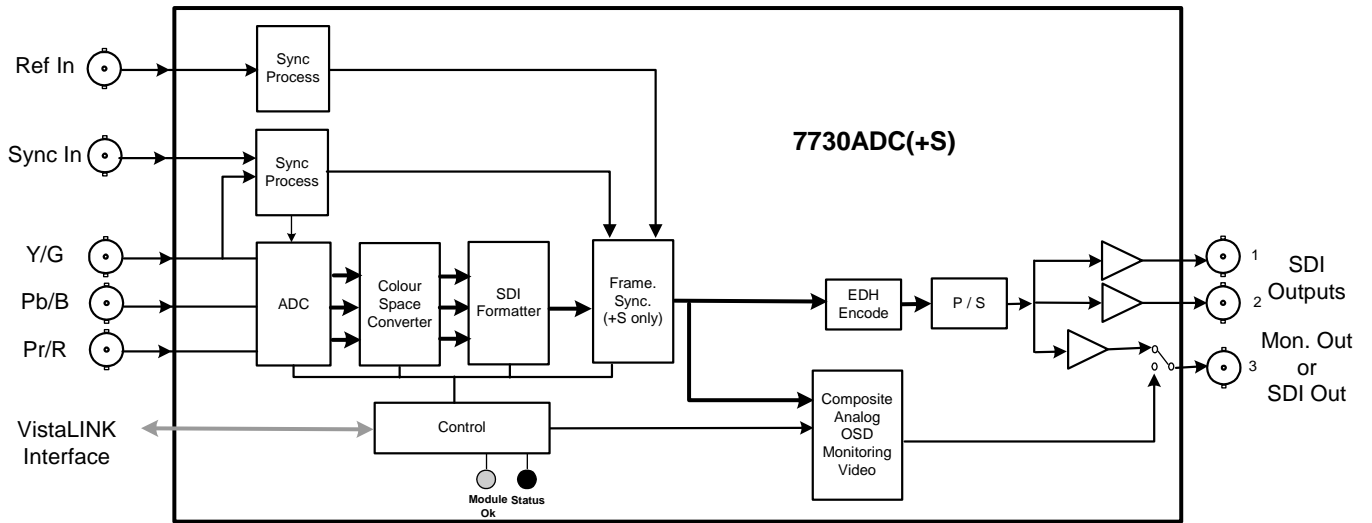 Ref In
Sync
Process
7730ADC(+S)
Sync In
Sync
Process
Y/G
Pb/B
Pr/R
ADC
Colour
Space
Converter
SDI
Formatter
Frame.
Sync.
(+S only)
EDH
Encode
P / S
1
2
SDI
Outputs
3
Mon. Out
or
SDI Out
VistaLINK
Interface
Control
Composite
Analog
OSD
Monitoring
Video
Module
Ok
Status